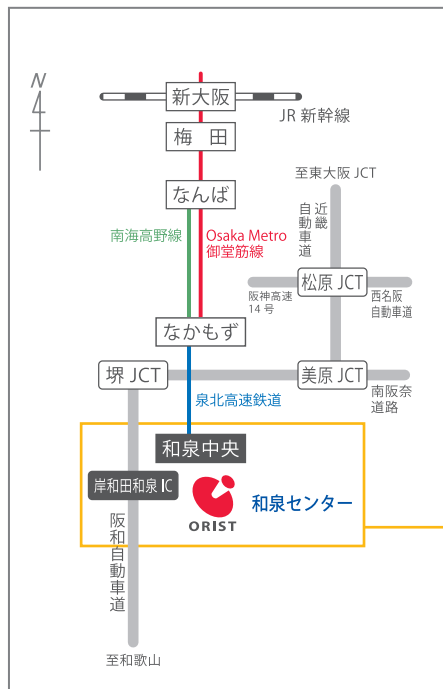 N
新大阪
JR 新幹線
梅 田
至東大阪 JCT
なんば
近畿
自動車道
南海高野線
Osaka Metro
御堂筋線
松原 JCT
阪神高速
14 号
西名阪
自動車道
なかもず
堺 JCT
美原 JCT
南阪奈
道路
泉北高速鉄道
和泉中央
岸和田和泉 IC
和泉センター
ORIST
阪和自動車道
至和歌山